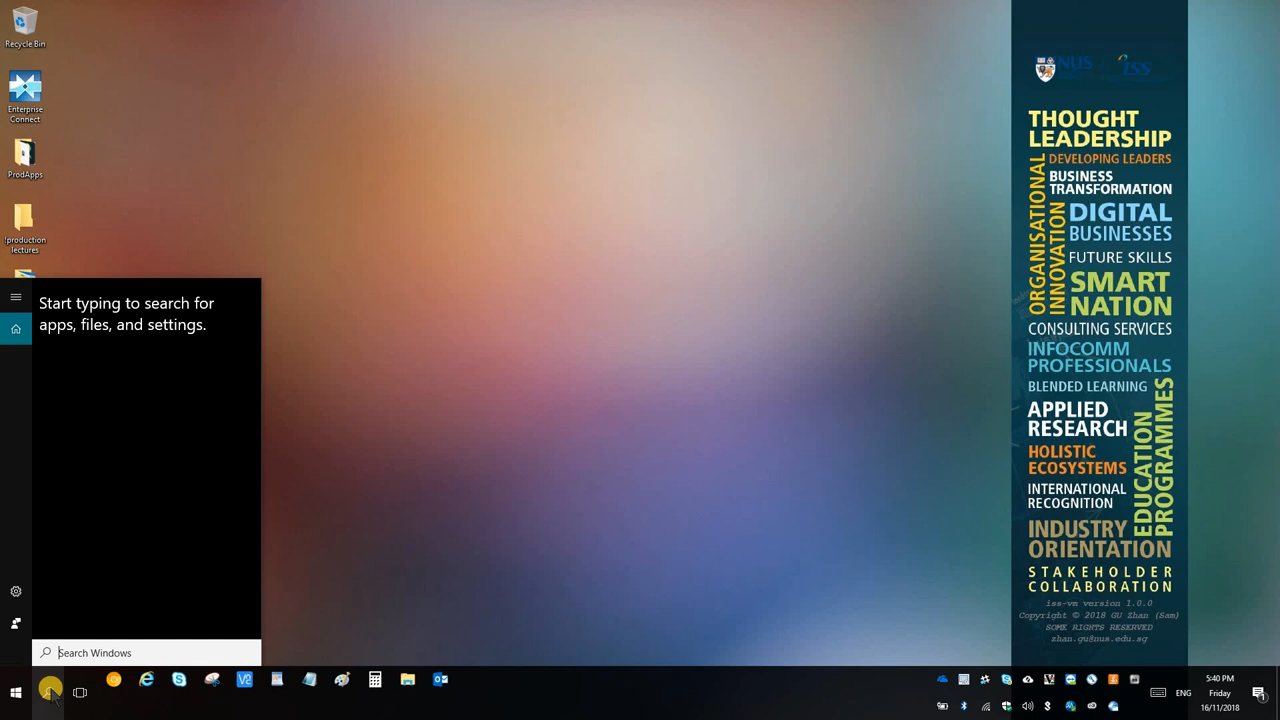 Recycle Bin
Enterprise
Connect
ProdApps
!production
lectures
Start typing to search for
apps, files, and settings.
Search Windows
NUS
iss
THOUGHT
LEADERSHIP
DEVELOPING LEADERS
BUSINESS
TRANSFORMATION
ORGANISATIONAL
INNOVATION
DIGITAL
BUSINESSES
FUTURE SKILLS
SMART
NATION
CONSULTING SERVICES
INFOCOMM
PROFESSIONALS
BLENDED LEARNING
APPLIED
RESEARCH
HOLISTIC
ECOSYSTEMS
INTERNATIONAL
RECOGNITION
EDUCATION
PROGRAMMES
INDUSTRY
ORIENTATION
STAKEHOLDER
COLLABORATION
iss-vm version 1.0.0
Copyright © 2018 GU Zhan (Sam)
SOME RIGHTS RESERVED
zhan.gu@nus.edu.sg
ENG
5:40 PM
Friday
16/11/2018